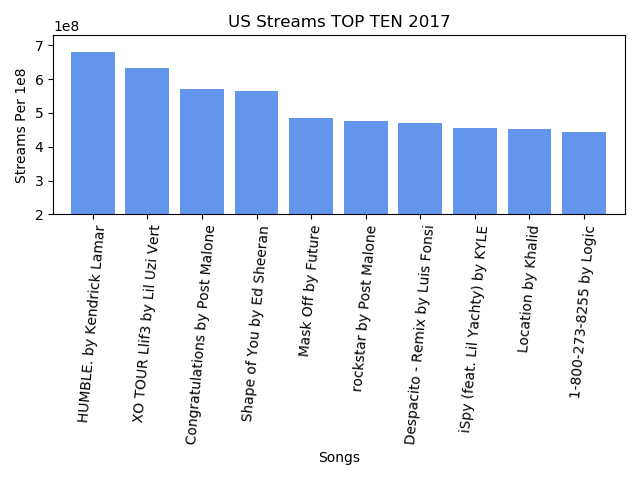 US Streams TOP TEN 2017
1e8
7
6
5
4
3
2
Streams Per 1e8
HUMBLE. by Kendrick Lamar
XO TOUR Llif3 by Lil Uzi Vert
Congratulations by Post Malone
Shape of You by Ed Sheeran
Mask Off by Future
rockstar by Post Malone
Despacito - Remix by Luis Fonsi
iSpy (feat. Lil Yachty) by KYLE
Location by Khalid
1-800-273-8255 by Logic
Songs